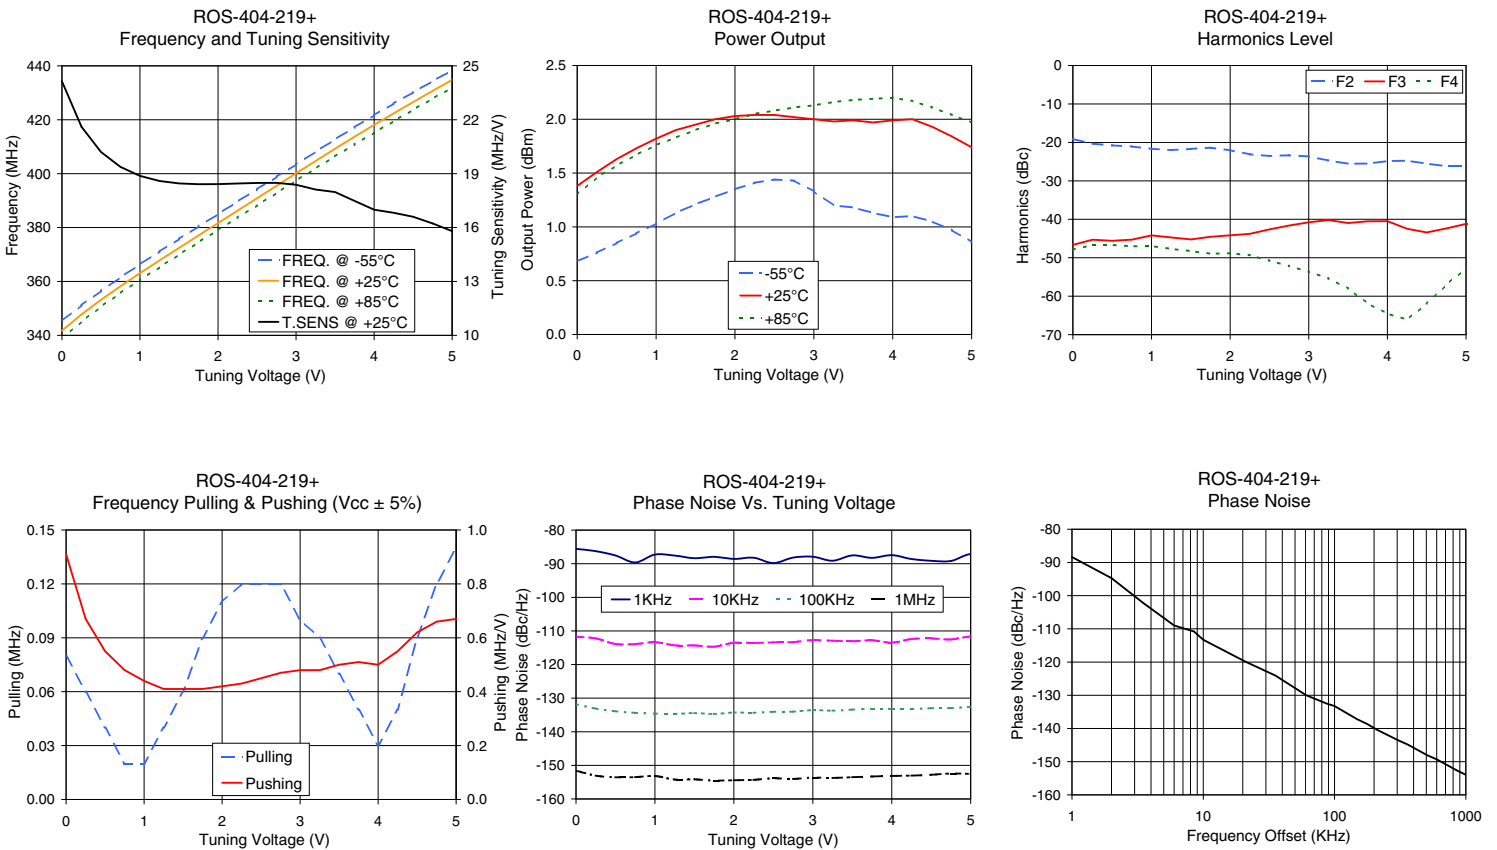 ROS-404-219+
Frequency and Tuning Sensitivity
440
420
400
380
360
340
25
22
19
16
13
10
Frequency (MHz)
Tuning Sensitivity (MHz/V)
FREQ. @ -55°C
FREQ. @ +25°C
FREQ. @ +85°C
T.SENS @ +25°C
0 1 2 3 4 5
Tuning Voltage (V)
ROS-404-219+
Power Output
2.5
2.0
1.5
1.0
0.5
0.0
Output Power (dBm)
-55°C
+25°C
+85°C
0 1 2 3 4 5
Tuning Voltage (V)
ROS-404-219+
Harmonics Level
0
-10
-20
-30
-40
-50
-60
-70
Harmonics (dBc)
F2 F3 F4
0 1 2 3 4 5
Tuning Voltage (V)
ROS-404-219+
Frequency Pulling & Pushing (Vcc ± 5%)
0.15
0.12
0.09
0.06
0.03
0.00
1.0
0.8
0.6
0.4
0.2
0.0
Pulling (MHz)
Pushing (MHz/V)
Pulling
Pushing
0 1 2 3 4 5
Tuning Voltage (V)
ROS-404-219+
Phase Noise Vs. Tuning Voltage
-80
-90
-100
-110
-120
-130
-140
-150
-160
Phase Noise (dBc/Hz)
1KHz 10KHz 100KHz 1MHz
0 1 2 3 4 5
Tuning Voltage (V)
ROS-404-219+
Phase Noise
-80
-90
-100
-110
-120
-130
-140
-150
-160
Phase Noise (dBc/Hz)
1 10 100 1000
Frequency Offset (KHz)